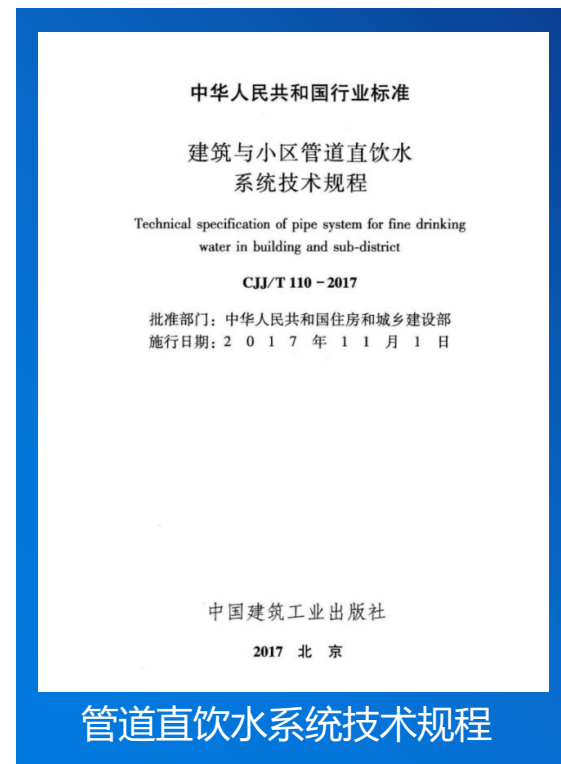 中华人民共和国行业标准
建筑与小区管道直饮水
系统技术规程
Technical specification of pipe system for fine drinking
water in building and sub-district
CJJ/T 110－2017
批准部门：中华人民共和国住房和城乡建设部
施行日期：2 0 1 7 年 1 1 月 1 日
中国建筑工业出版社
2017 北 京
管道直饮水系统技术规程